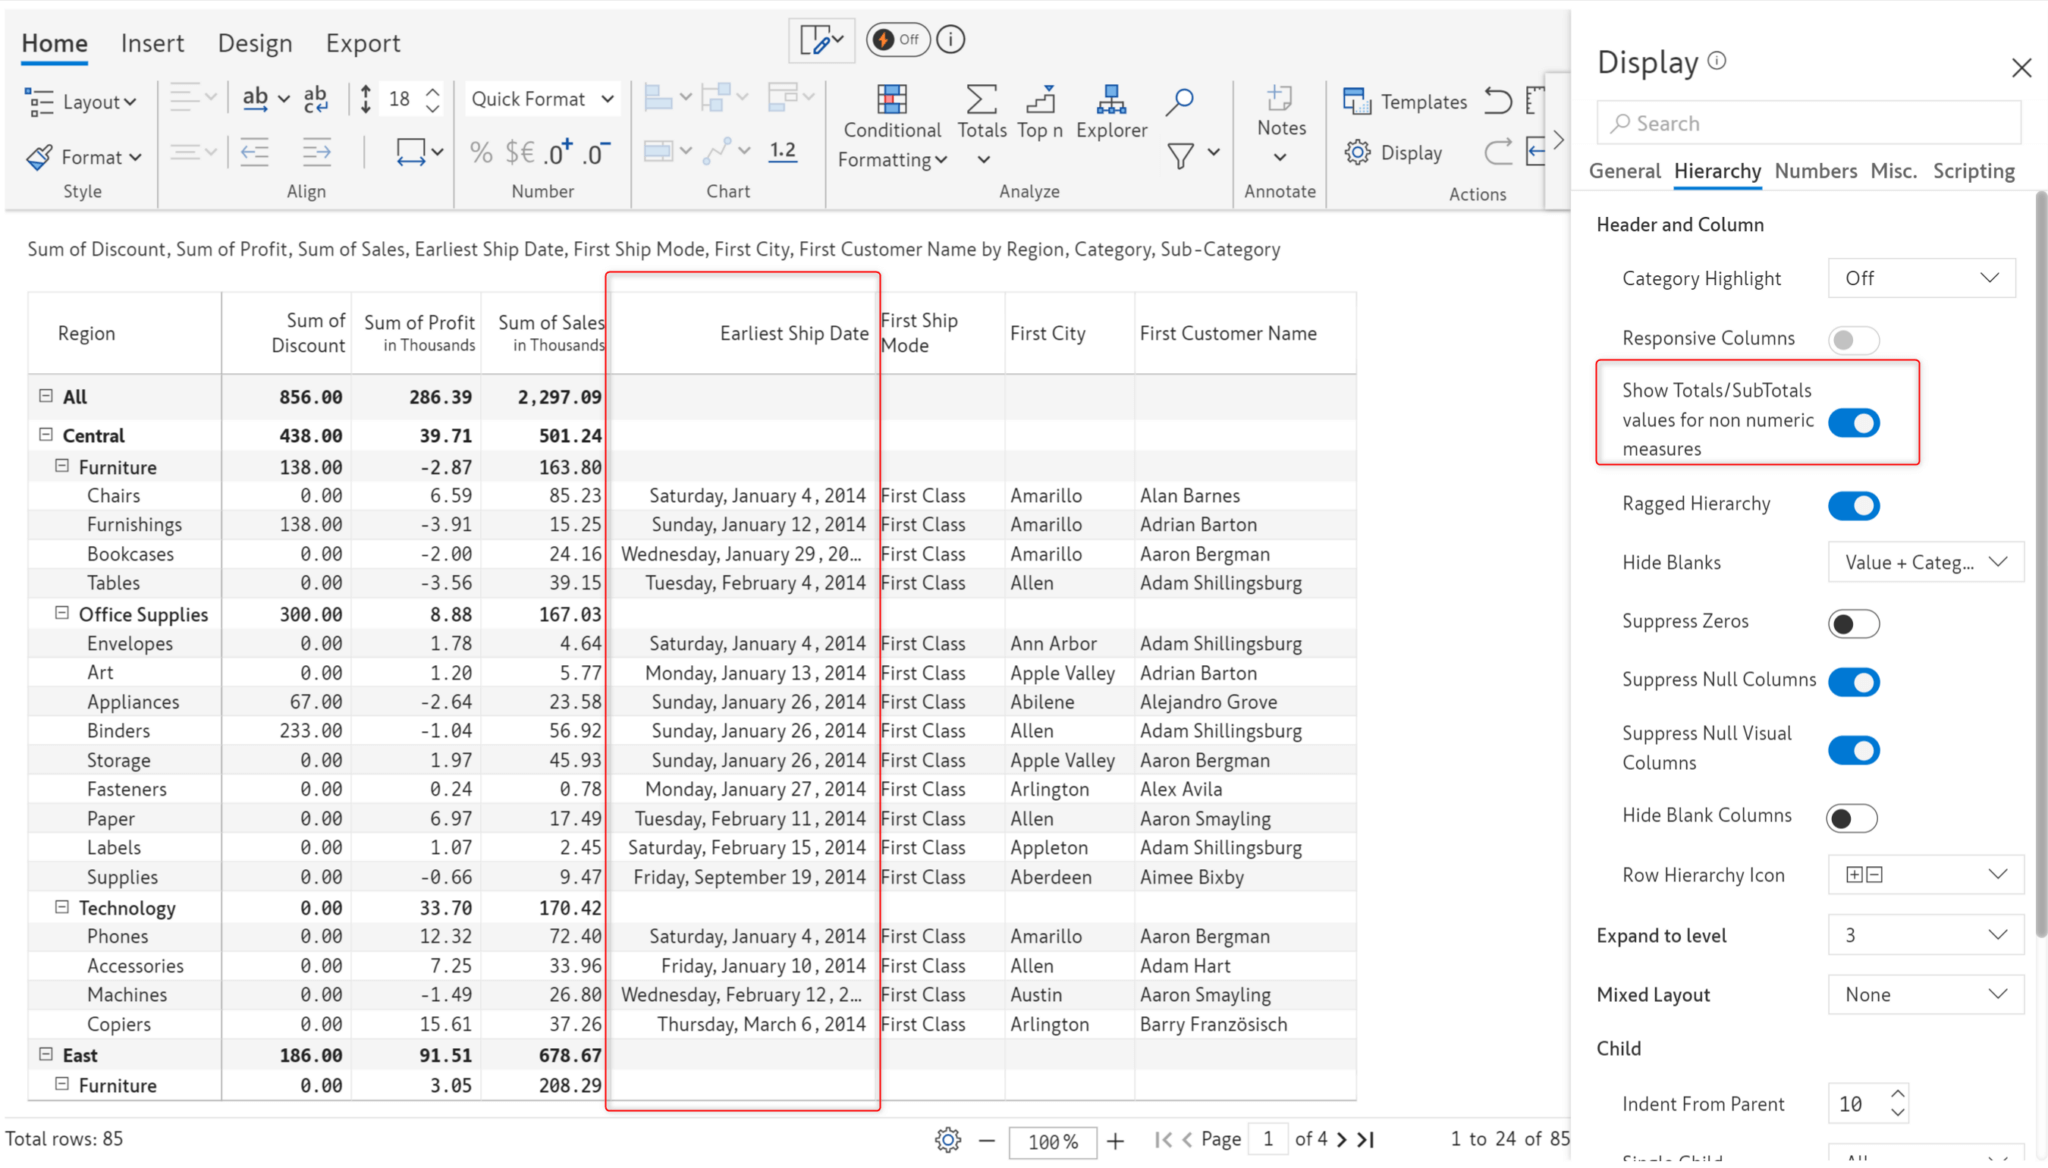 Home Insert Design Export Off
Layout ab ab c 18 Quick Format
Format % $€ .0+ .0- 1.2
Conditional Formatting Totals Top n Explorer Notes Templates Display
Style Align Number Chart Analyze Annotate Actions
Sum of Discount, Sum of Profit, Sum of Sales, Earliest Ship Date, First Ship Mode, First City, First Customer Name by Region, Category, Sub-Category
Region Sum of Discount Sum of Profit in Thousands Sum of Sales in Thousands Earliest Ship Date First Ship Mode First City First Customer Name
All 856.00 286.39 2,297.09
Central 438.00 39.71 501.24
Furniture 138.00 -2.87 163.80
Chairs 0.00 6.59 85.23 Saturday, January 4, 2014 First Class Amarillo Alan Barnes
Furnishings 138.00 -3.91 15.25 Sunday, January 12, 2014 First Class Amarillo Adrian Barton
Bookcases 0.00 -2.00 24.16 Wednesday, January 29, 20... First Class Amarillo Aaron Bergman
Tables 0.00 -3.56 39.15 Tuesday, February 4, 2014 First Class Allen Adam Shillingsburg
Office Supplies 300.00 8.88 167.03
Envelopes 0.00 1.78 4.64 Saturday, January 4, 2014 First Class Ann Arbor Adam Shillingsburg
Art 0.00 1.20 5.77 Monday, January 13, 2014 First Class Apple Valley Adrian Barton
Appliances 67.00 -2.64 23.58 Sunday, January 26, 2014 First Class Abilene Alejandro Grove
Binders 233.00 -1.04 56.92 Sunday, January 26, 2014 First Class Allen Adam Shillingsburg
Storage 0.00 1.97 45.93 Sunday, January 26, 2014 First Class Apple Valley Aaron Bergman
Fasteners 0.00 0.24 0.78 Monday, January 27, 2014 First Class Arlington Alex Avila
Paper 0.00 6.97 17.49 Tuesday, February 11, 2014 First Class Allen Aaron Smayling
Labels 0.00 1.07 2.45 Saturday, February 15, 2014 First Class Appleton Adam Shillingsburg
Supplies 0.00 -0.66 9.47 Friday, September 19, 2014 First Class Aberdeen Aimee Bixby
Technology 0.00 33.70 170.42
Phones 0.00 12.32 72.40 Saturday, January 4, 2014 First Class Amarillo Aaron Bergman
Accessories 0.00 7.25 33.96 Friday, January 10, 2014 First Class Allen Adam Hart
Machines 0.00 -1.49 26.80 Wednesday, February 12, 2... First Class Austin Aaron Smayling
Copiers 0.00 15.61 37.26 Thursday, March 6, 2014 First Class Arlington Barry Französisch
East 186.00 91.51 678.67
Furniture 0.00 3.05 208.29
Total rows: 85 100% Page 1 of 4 1 to 24 of 85
Display
Search
General Hierarchy Numbers Misc. Scripting
Header and Column
Category Highlight Off
Responsive Columns
Show Totals/SubTotals
values for non numeric
measures
Ragged Hierarchy
Hide Blanks Value + Categ...
Suppress Zeros
Suppress Null Columns
Suppress Null Visual
Columns
Hide Blank Columns
Row Hierarchy Icon
Expand to level 3
Mixed Layout None
Child
Indent From Parent 10